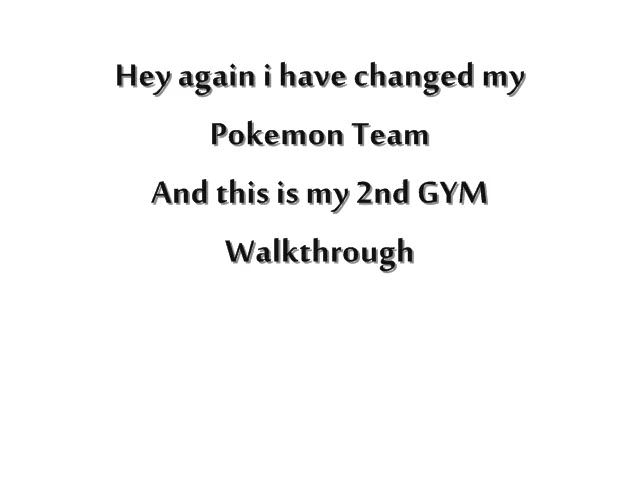 Hey again i have changed my
Pokemon Team
And this is my 2nd GYM
Walkthrough